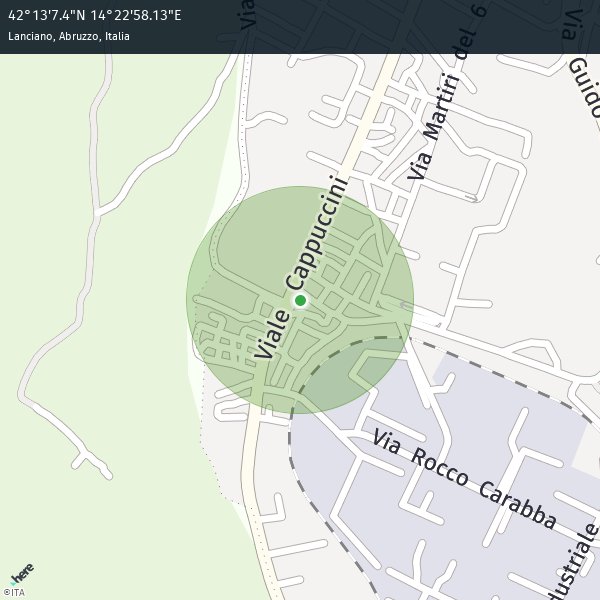 42°13'7.4"N 14°22'58.13"E
Lanciano, Abruzzo, Italia
Via
Via Martiri del 6
Via Guido
Viale Cappuccini
Via Rocco Carabba
dustriale
here
©ITA